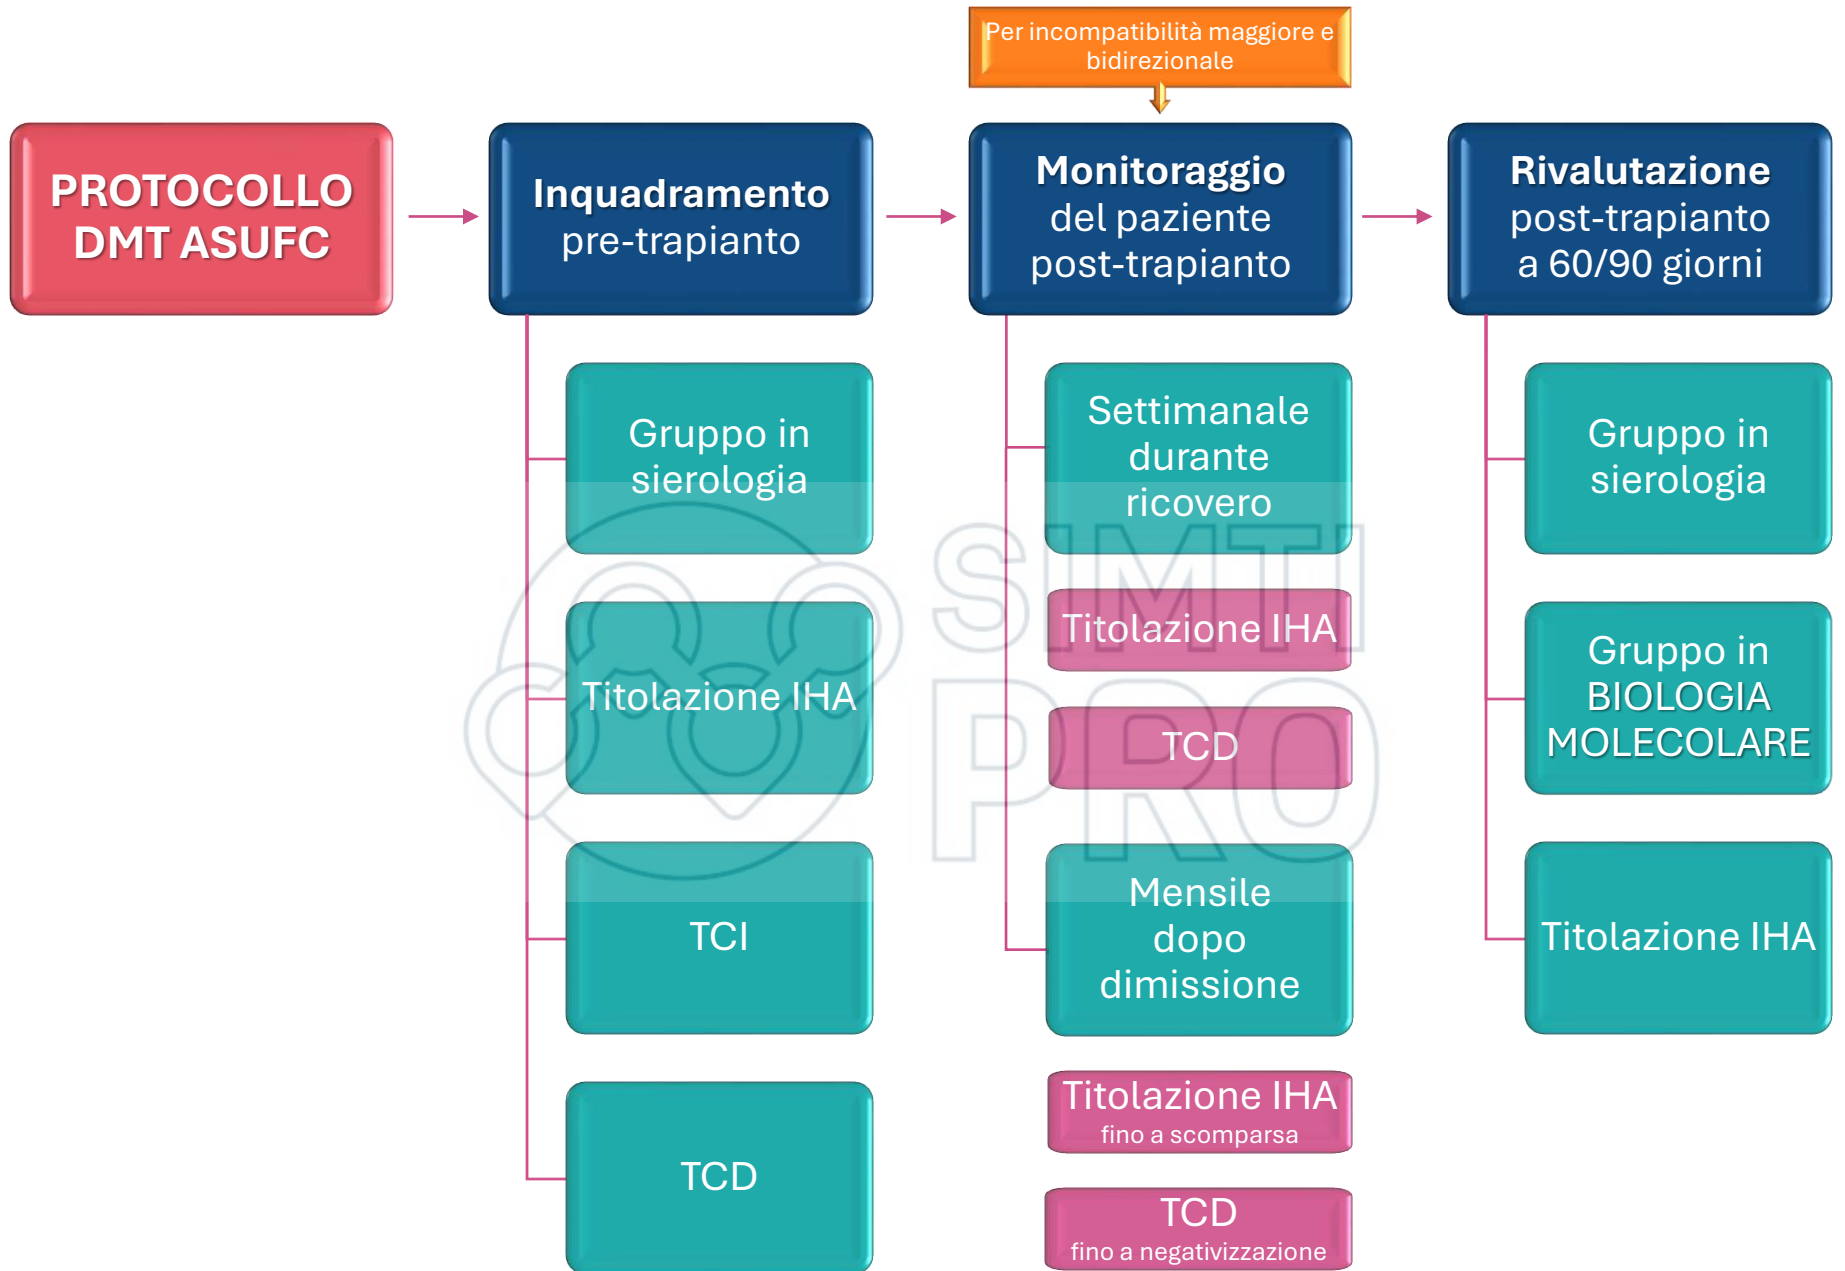 Per incompatibilità maggiore e
bidirezionale
PROTOCOLLO
DMT ASUFC
Inquadramento
pre-trapianto
Gruppo in
sierologia
Titolazione IHA
TCI
TCD
Monitoraggio
del paziente
post-trapianto
Settimanale
durante
ricovero
Titolazione IHA
TCD
Mensile
dopo
dimissione
Titolazione IHA
fino a scomparsa
TCD
fino a negativizzazione
Rivalutazione
post-trapianto
a 60/90 giorni
Gruppo in
sierologia
Gruppo in
BIOLOGIA
MOLECOLARE
Titolazione IHA
SIMTI
PRO